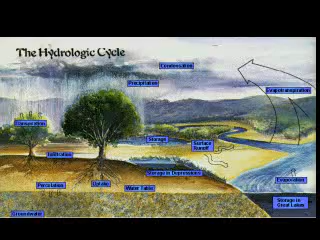 The Hydrologic Cycle
Condensation
Precipitation
Evapotranspiration
Transpiration
Storage
Surface
Runoff
Infiltration
Storage in Depressions
Percolation
Uptake
Water Table
Evaporation
Storage in
Great Lakes
Groundwater